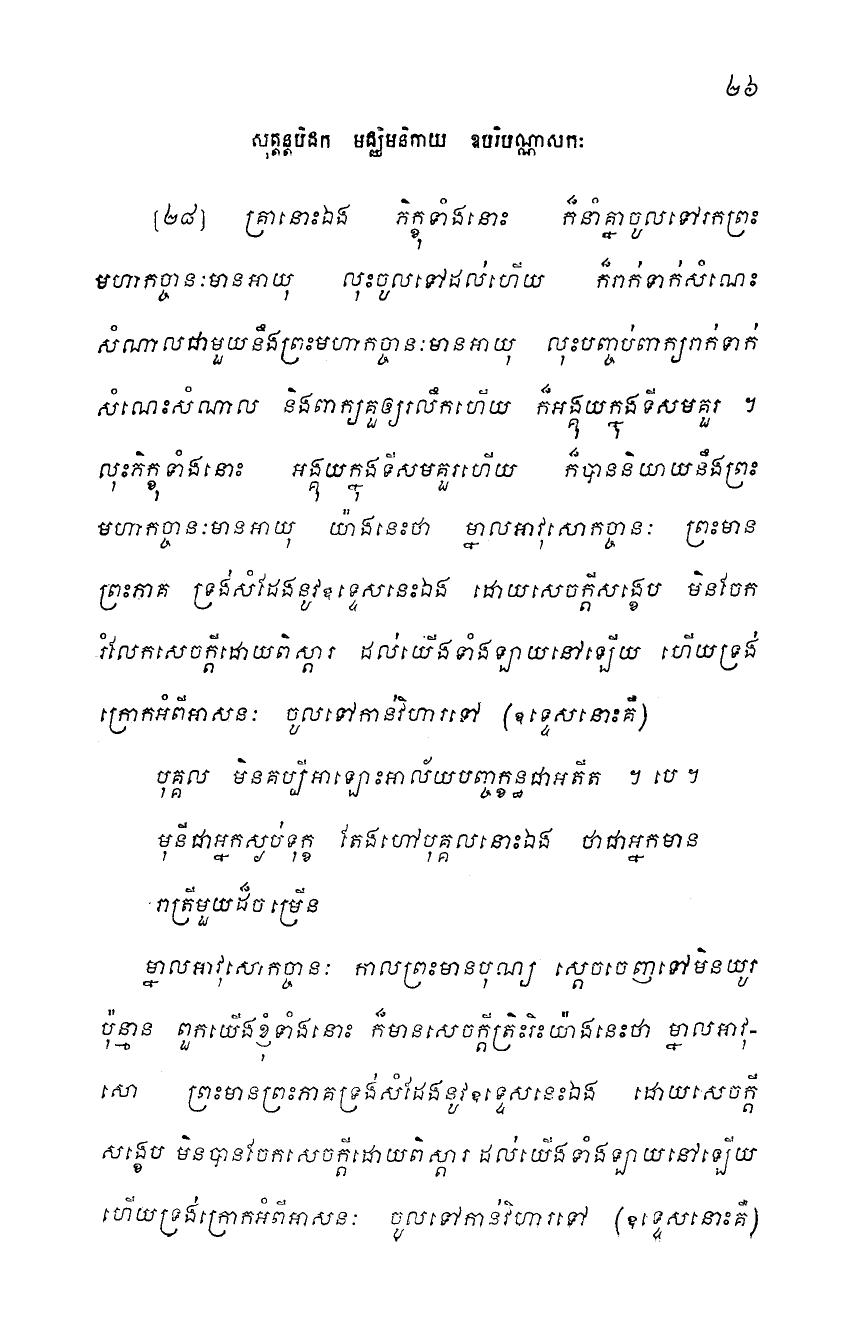 ២៦
សុត្តន្តបិដក មជ្ឈិមនិកាយ ឧបរិបណ្ណាសកៈ
[២៨] គ្រានោះឯង ភិក្ខុទាំងនោះ ក៏នាំគ្នាចូលទៅរកព្រះ
មហាកច្ចានៈមានអាយុ លុះចូលទៅដល់ហើយ ក៏ពាក់ទាក់សំណេះ
សំណាលជាមួយនឹងព្រះមហាកច្ចានៈមានអាយុ លុះបញ្ចប់ពាក្យពាក់ទាក់
សំណេះសំណាល និងពាក្យគួឲ្យរលឹកហើយ ក៏អង្គុយក្នុងទីសមគួរ ។
លុះភិក្ខុទាំងនោះ អង្គុយក្នុងទីសមគួរហើយ ក៏បាននិយាយនឹងព្រះ
មហាកច្ចានៈមានអាយុ យ៉ាងនេះថា ម្នាលអាវុសោកច្ចានៈ ព្រះមាន
ព្រះភាគ ទ្រង់សំដែងនូវឧទ្ទេសនេះឯង ដោយសេចក្តីសង្ខេប មិនចែក
រំលែកសេចក្តីដោយពិស្តារ ដល់យើងទាំងឡាយនៅឡើយ ហើយទ្រង់
ក្រោកអំពីអាសនៈ ចូលទៅកាន់វិហារទៅ (ឧទ្ទេសនោះគឺ)
បុគ្គល មិនគប្បីអាឡោះអាល័យបញ្ចក្ខន្ធជាអតីត ។ បេ ។
មុនីជាអ្នកស្ងប់ទុក្ខ តែងហៅបុគ្គលនោះឯង ថាជាអ្នកមាន
រាត្រីមួយដ៏ចម្រើន
ម្នាលអាវុសោកច្ចានៈ កាលព្រះមានបុណ្យ ស្តេចចេញទៅមិនយូរ
ប៉ុន្មាន ពួកយើងខ្ញុំទាំងនោះ ក៏មានសេចក្តីត្រិះរិះយ៉ាងនេះថា ម្នាលអាវុ-
សោ ព្រះមានព្រះភាគទ្រង់សំដែងនូវឧទ្ទេសនេះឯង ដោយសេចក្តី
សង្ខេប មិនបានចែកសេចក្តីដោយពិស្តារ ដល់យើងទាំងឡាយនៅឡើយ
ហើយទ្រង់ក្រោកអំពីអាសនៈ ចូលទៅកាន់វិហារទៅ (ឧទ្ទេសនោះគឺ)